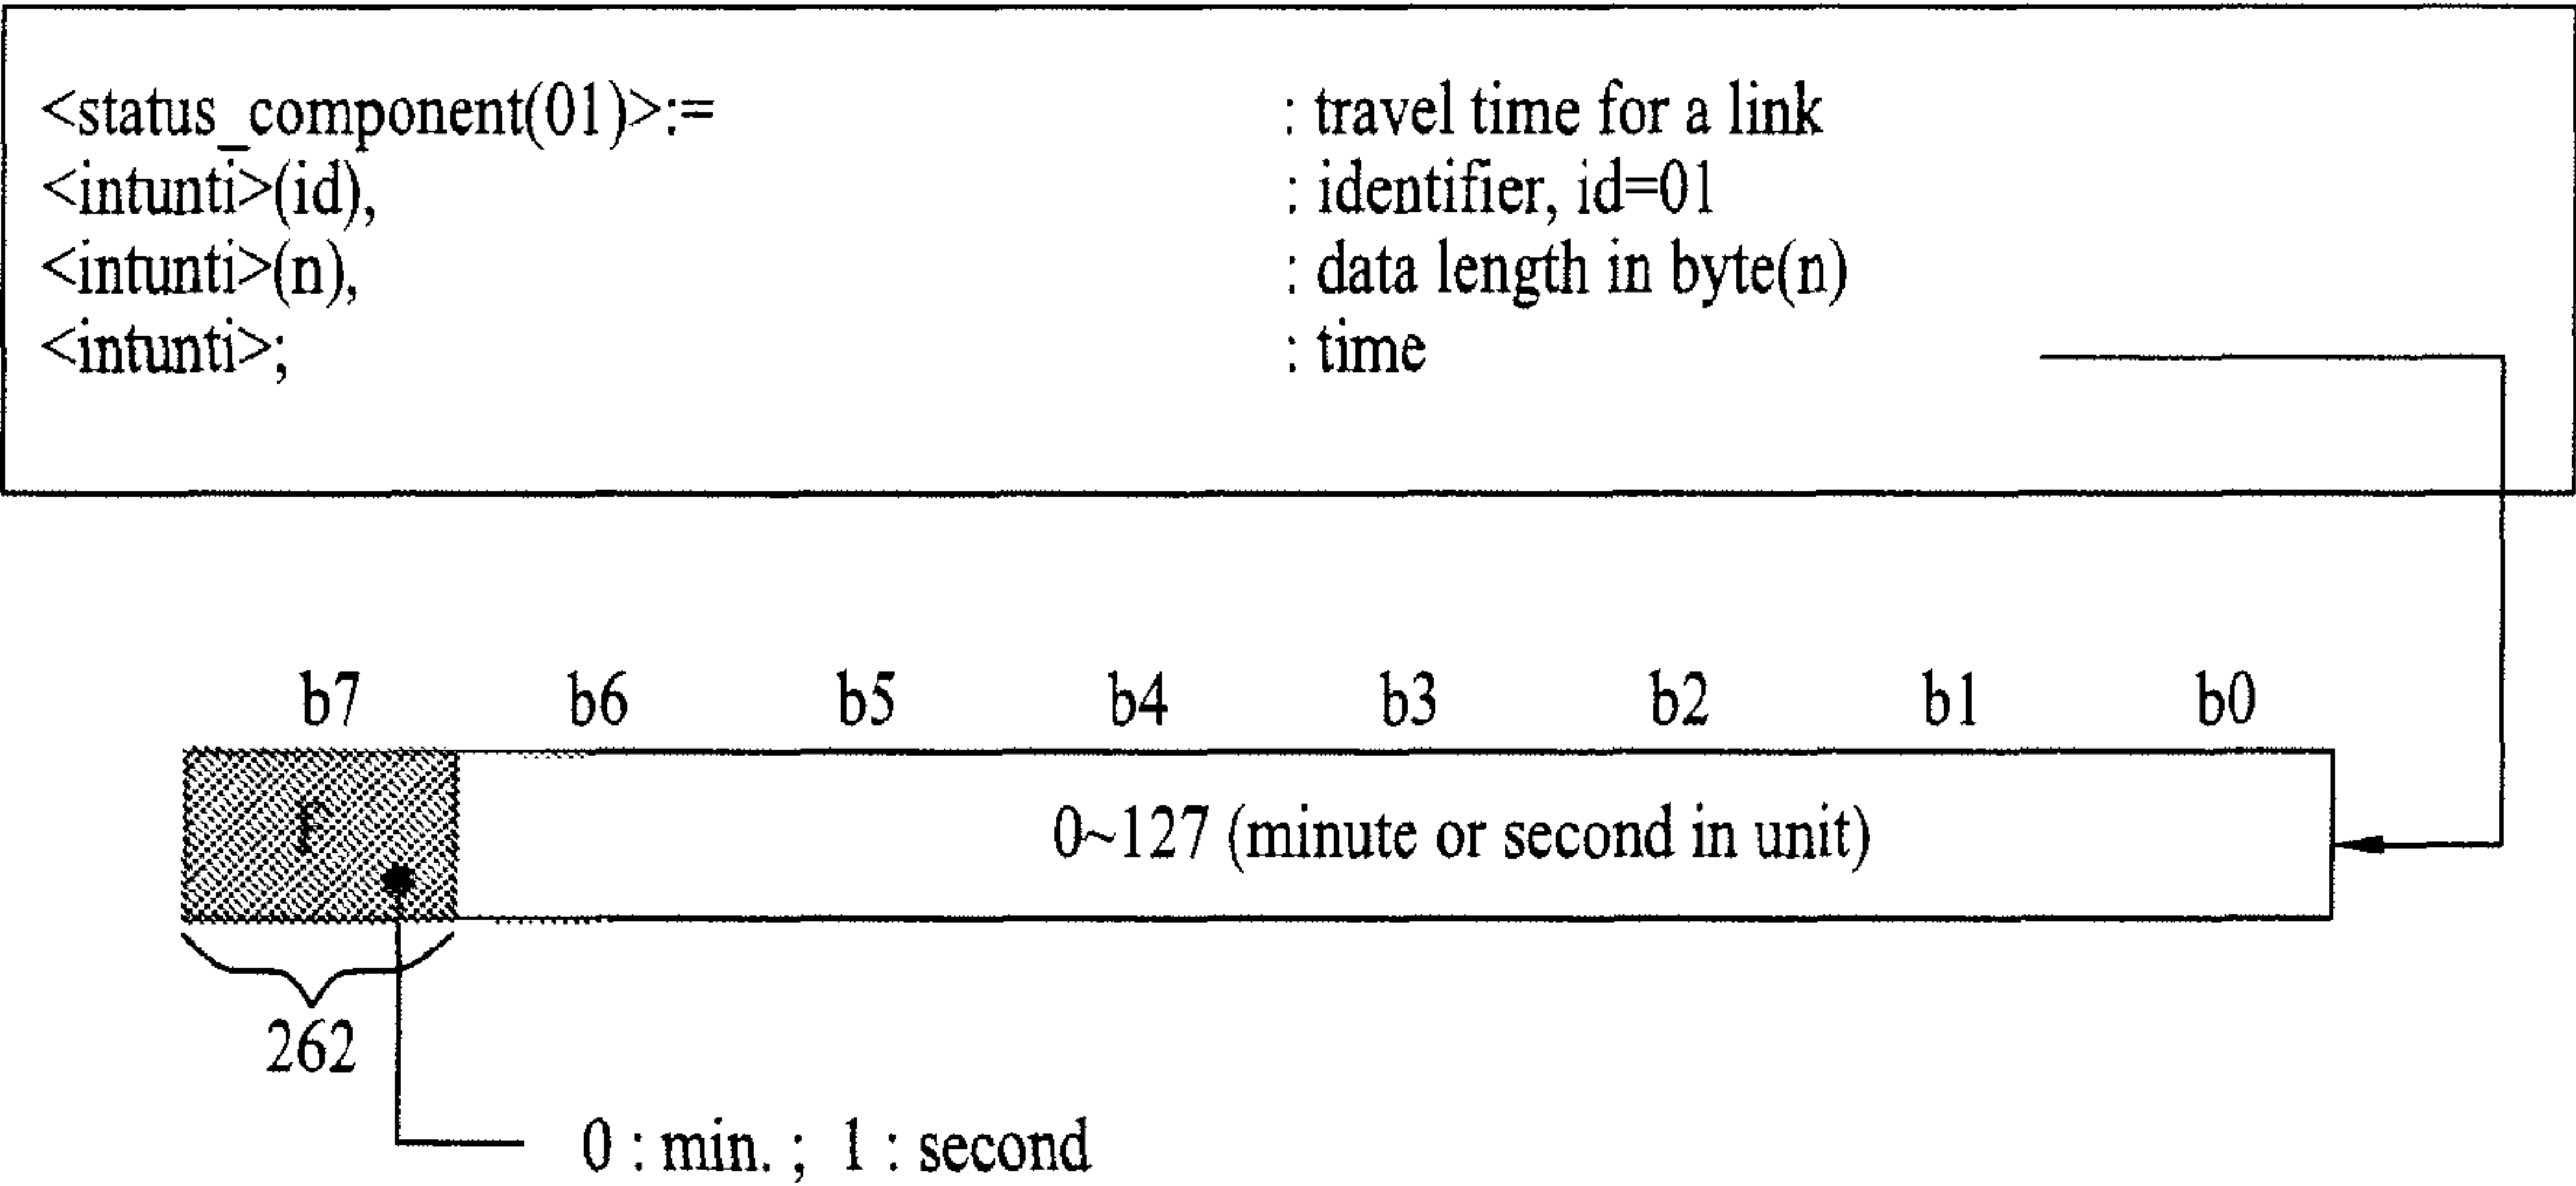 <status_component(01)>:= : travel time for a link
<intunti>(id), : identifier, id=01
<intunti>(n), : data length in byte(n)
<intunti>; : time
b7 b6 b5 b4 b3 b2 b1 b0
F 0~127 (minute or second in unit)
262
0 : min. ; 1 : second